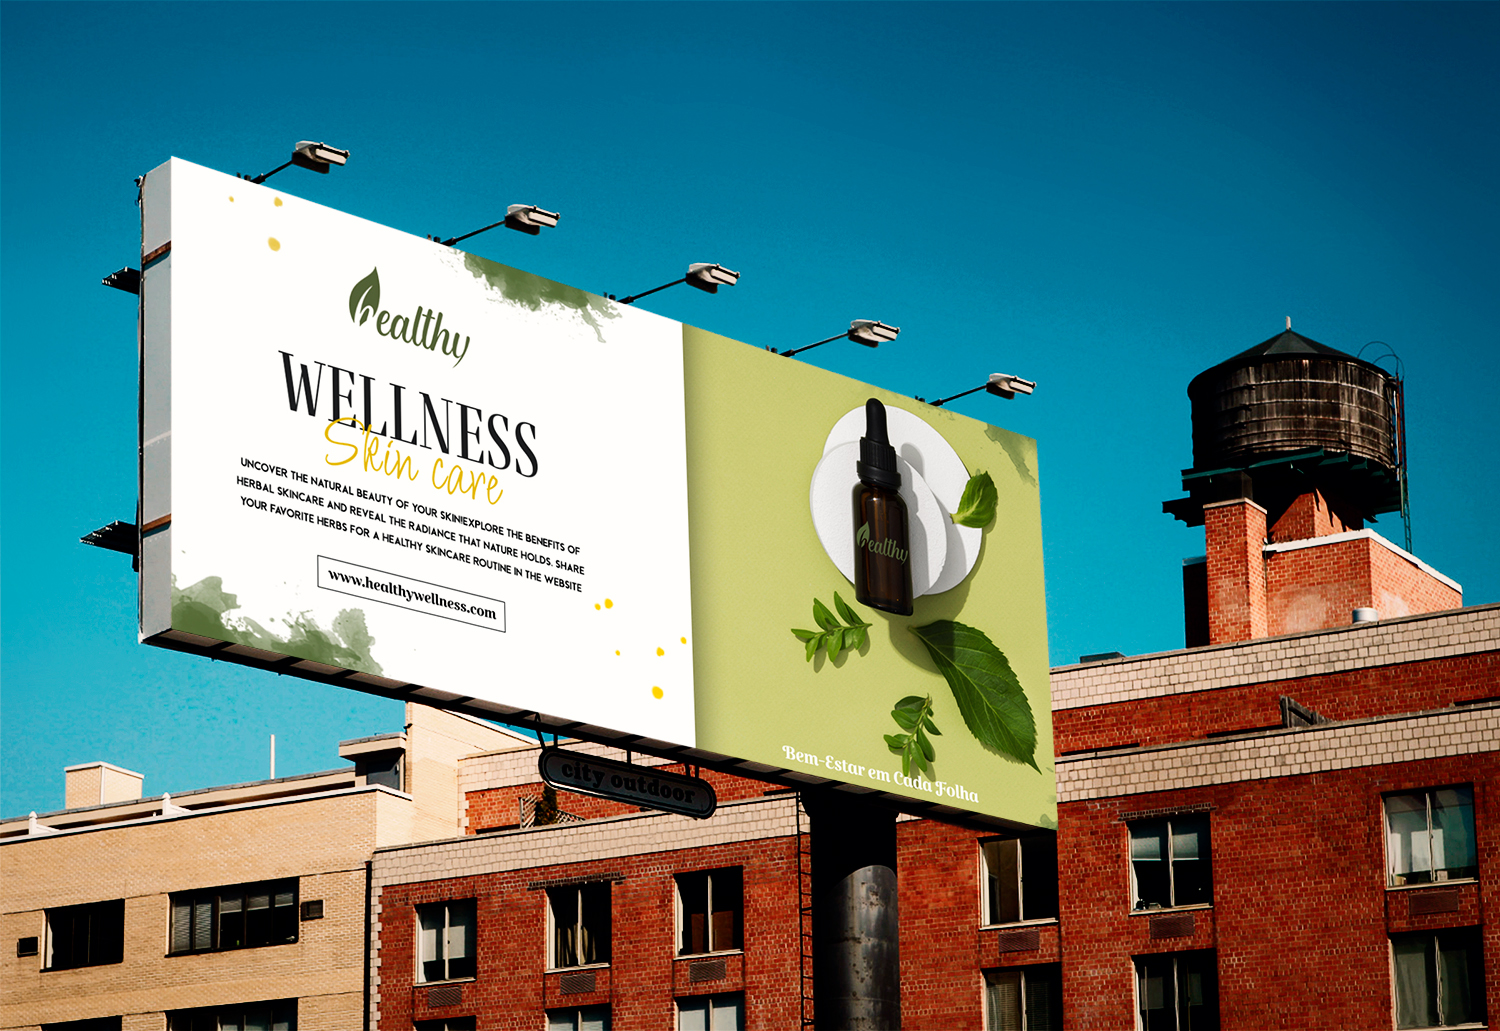 healthy
WELLNESS
Skin care
UNCOVER THE NATURAL BEAUTY OF YOUR SKIN!EXPLORE THE BENEFITS OF
HERBAL SKINCARE AND REVEAL THE RADIANCE THAT NATURE HOLDS. SHARE
YOUR FAVORITE HERBS FOR A HEALTHY SKINCARE ROUTINE IN THE WEBSITE
www.healthywellness.com
healthy
Bem-Estar em Cada Folha
city outdoor